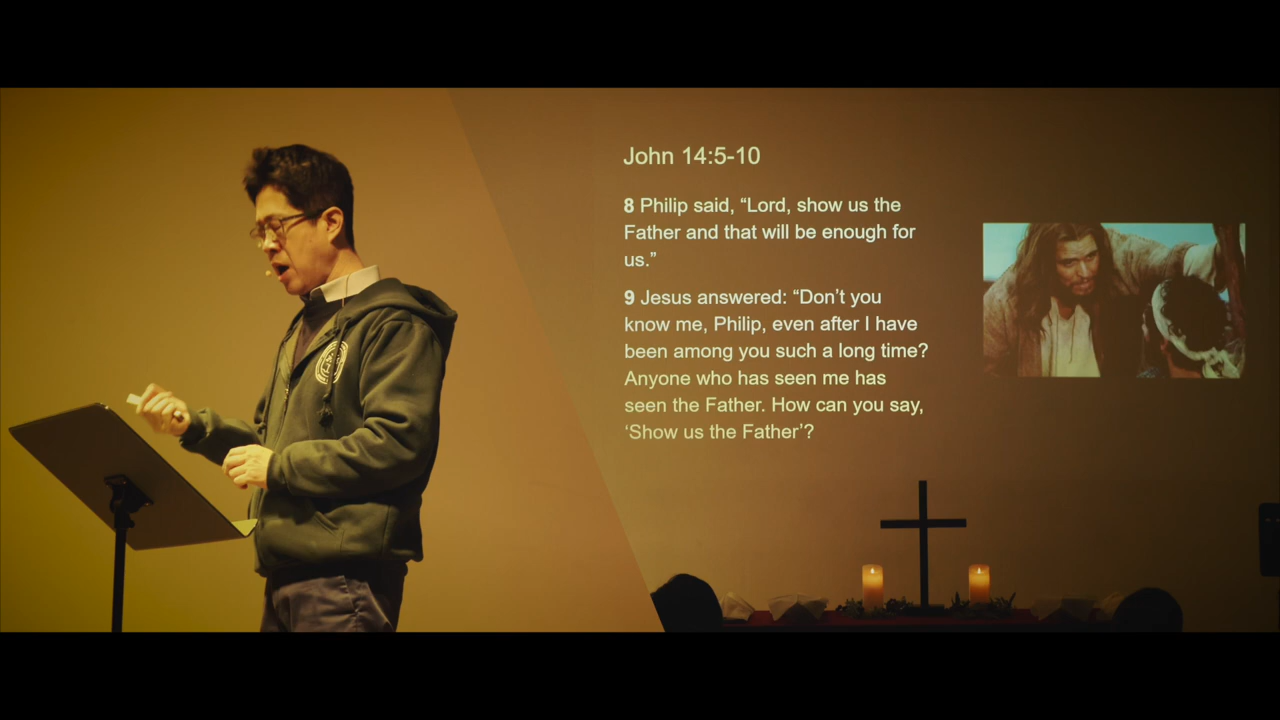 John 14:5-10
8 Philip said, “Lord, show us the
Father and that will be enough for
us.”
9 Jesus answered: “Don’t you
know me, Philip, even after I have
been among you such a long time?
Anyone who has seen me has
seen the Father. How can you say,
‘Show us the Father’?